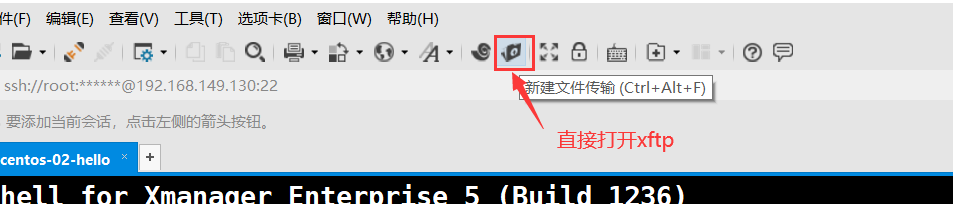 件(F) 编辑(E) 查看(V) 工具(T) 选项卡(B) 窗口(W) 帮助(H)
ssh://root:******@192.168.149.130:22
新建文件传输 (Ctrl+Alt+F)
要添加当前会话，点击左侧的箭头按钮。
直接打开xftp
centos-02-hello × +
hell for Xmanager Enterprise 5 (Build 1236)